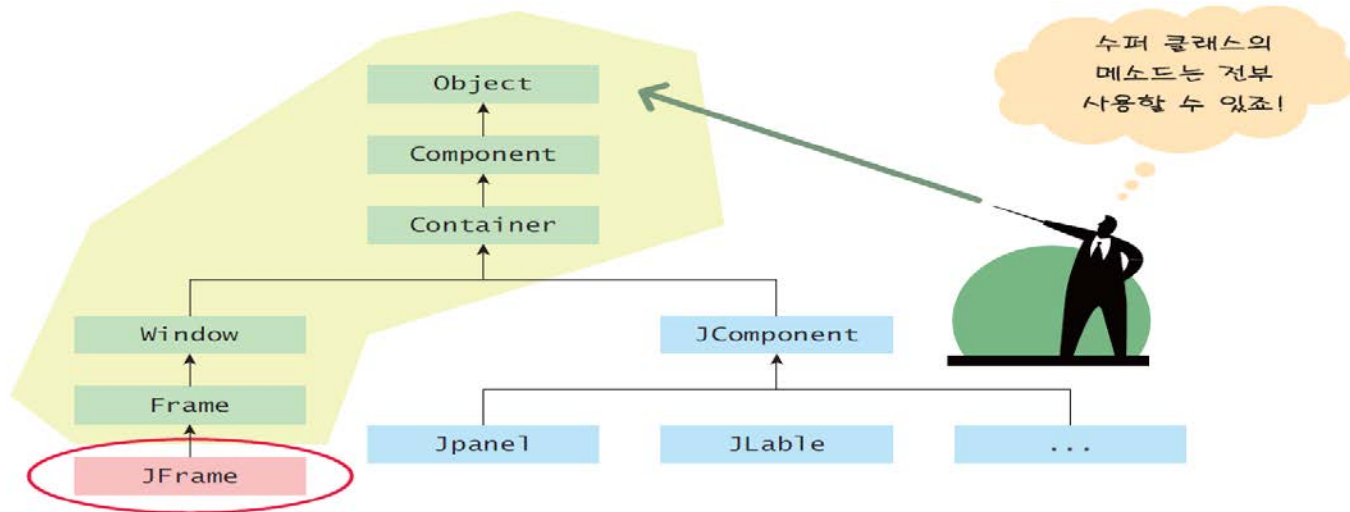 수퍼 클래스의
메소드는 전부
사용할 수 있죠!
Object
Component
Container
Window
JComponent
Frame
Jpanel
JLable
...
JFrame